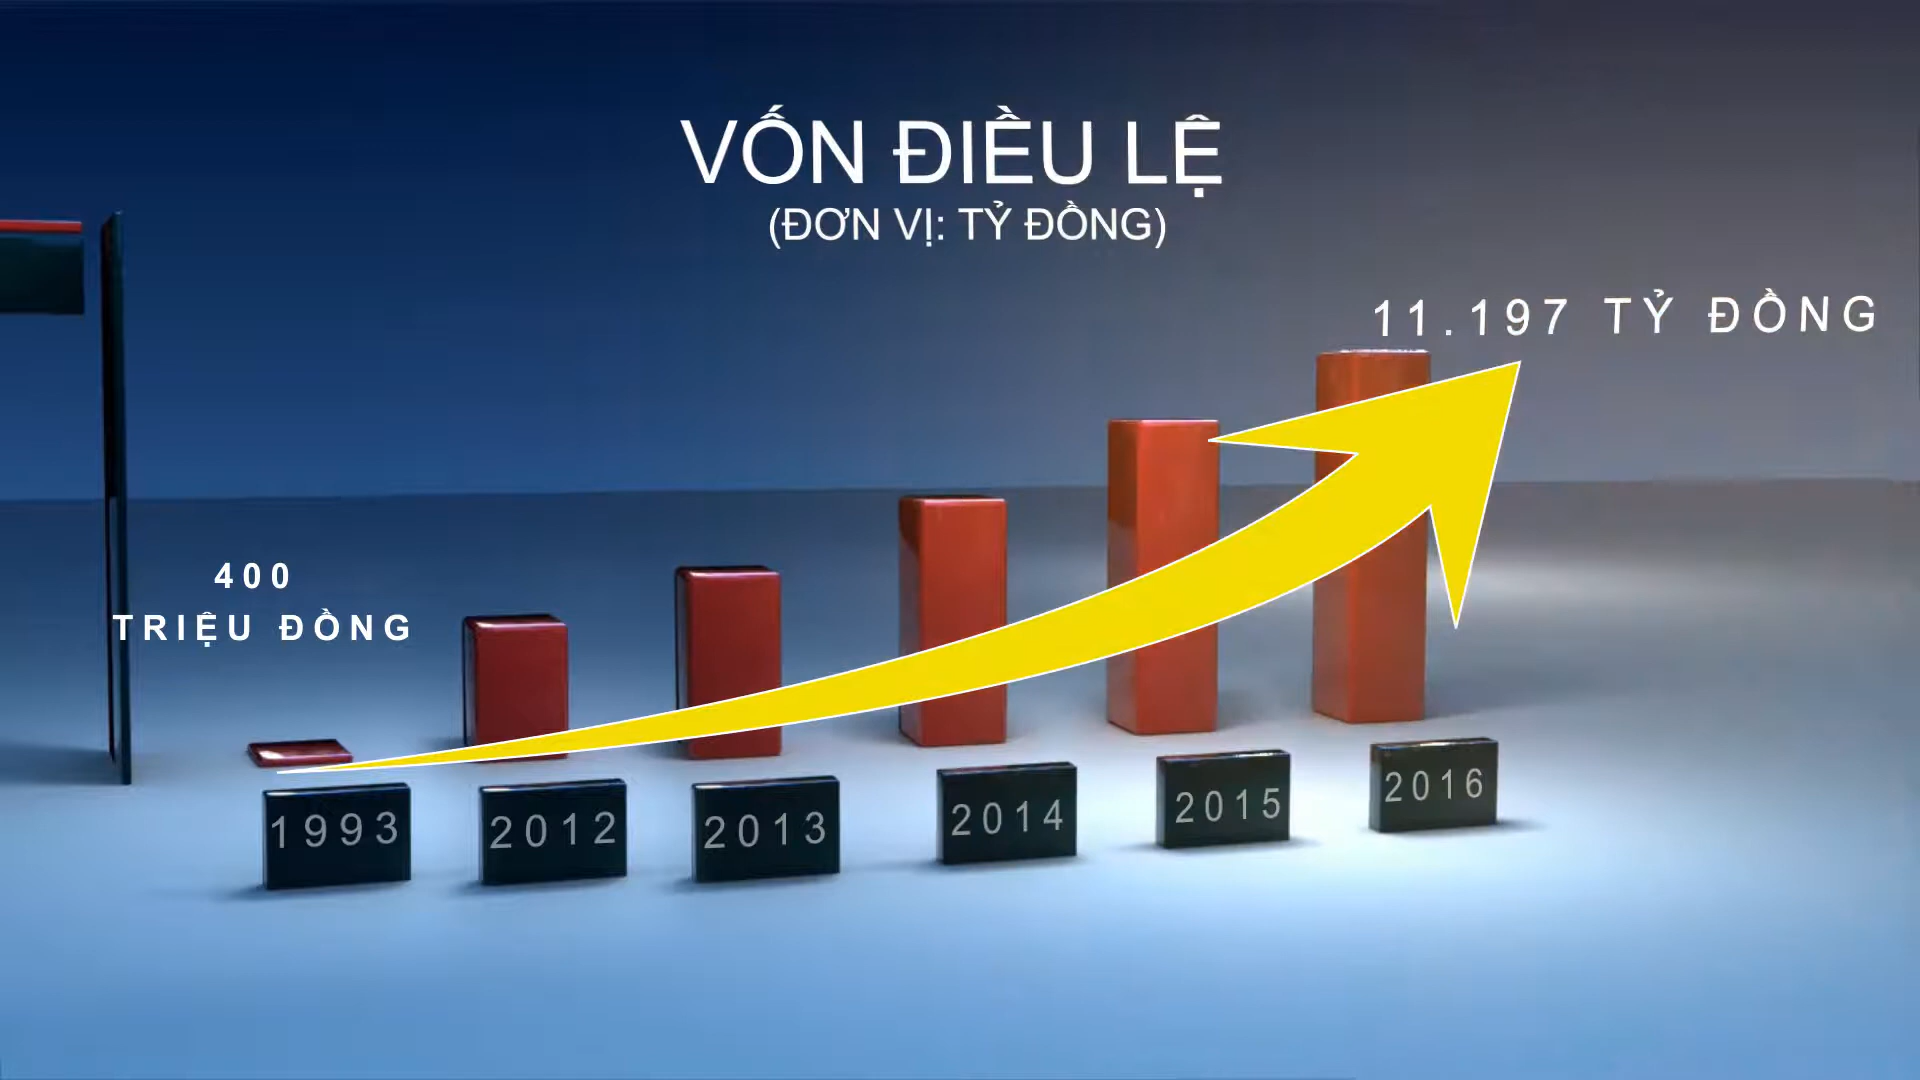 VỐN ĐIỀU LỆ
(ĐƠN VỊ: TỶ ĐỒNG)
11.197 TỶ ĐỒNG
400
TRIỆU ĐỒNG
1993
2012
2013
2014
2015
2016